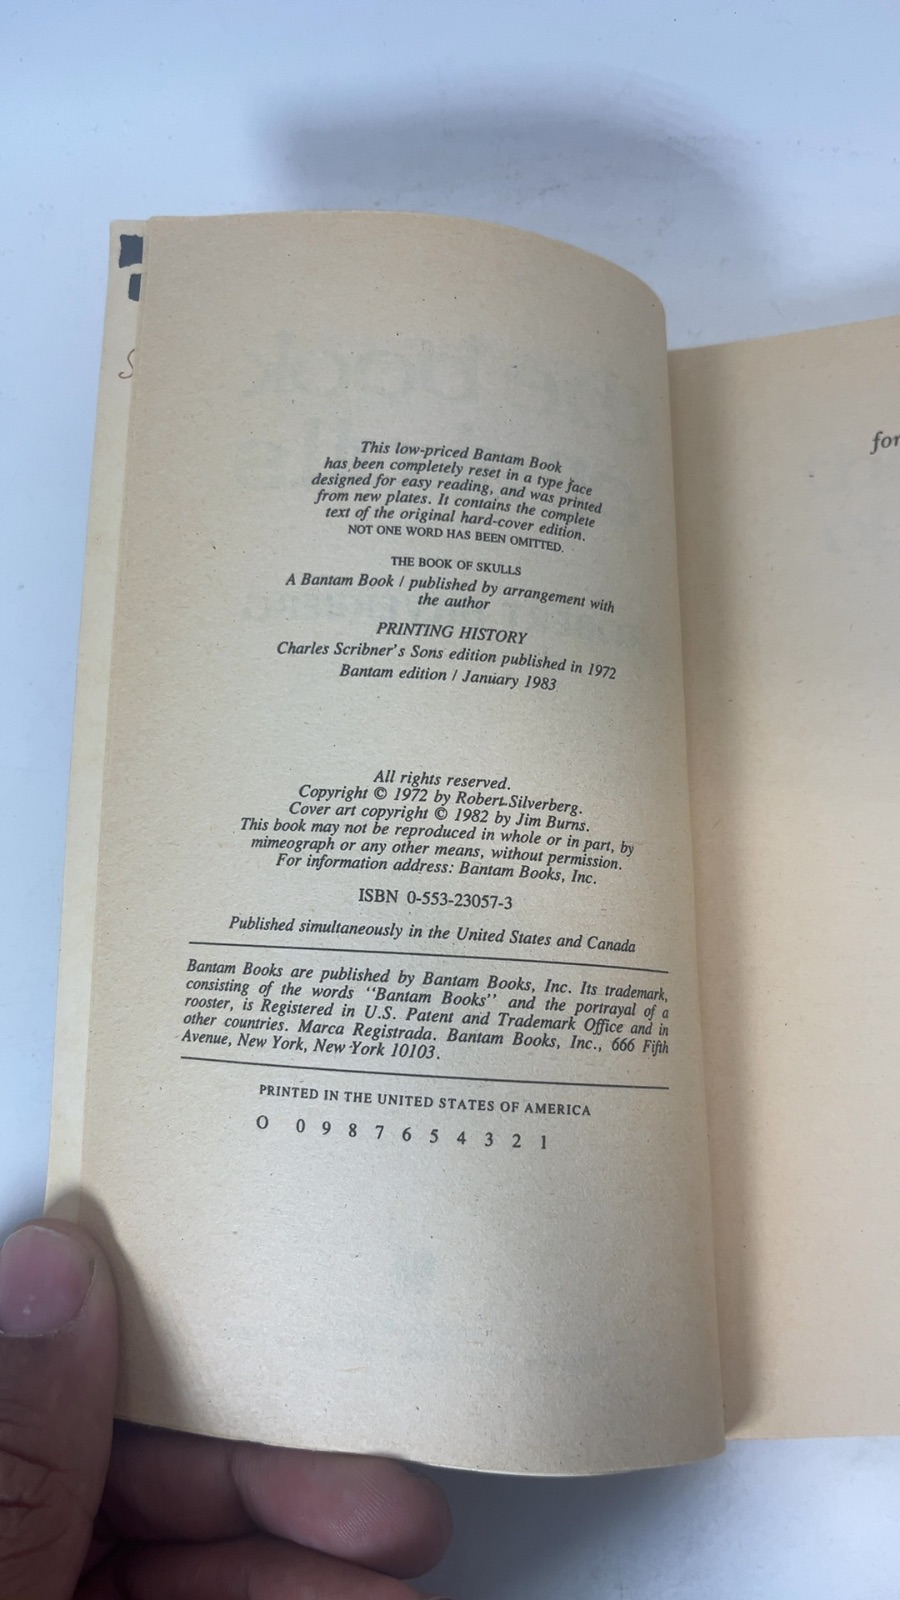 This low-priced Bantam Book
has been completely reset in a type face
designed for easy reading, and was printed
from new plates. It contains the complete
text of the original hard-cover edition.
NOT ONE WORD HAS BEEN OMITTED.
THE BOOK OF SKULLS
A Bantam Book / published by arrangement with
the author
PRINTING HISTORY
Charles Scribner's Sons edition published in 1972
Bantam edition / January 1983
All rights reserved.
Copyright © 1972 by Robert Silverberg.
Cover art copyright © 1982 by Jim Burns.
This book may not be reproduced in whole or in part, by
mimeograph or any other means, without permission.
For information address: Bantam Books, Inc.
ISBN 0-553-23057-3
Published simultaneously in the United States and Canada
Bantam Books are published by Bantam Books, Inc. Its trademark,
consisting of the words "Bantam Books" and the portrayal of a
rooster, is Registered in U.S. Patent and Trademark Office and in
other countries. Marca Registrada. Bantam Books, Inc., 666 Fifth
Avenue, New York, New York 10103.
PRINTED IN THE UNITED STATES OF AMERICA
O 0 9 8 7 6 5 4 3 2 1
for